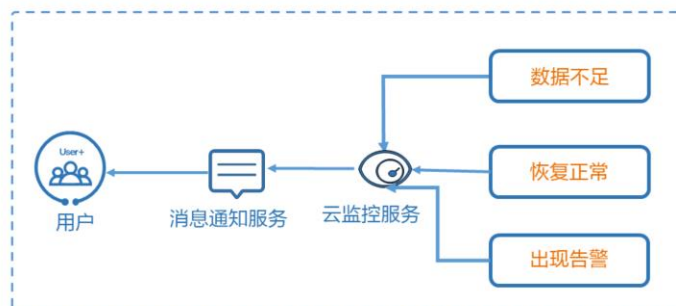 数据不足
User+
恢复正常
用户
消息通知服务
云监控服务
出现告警